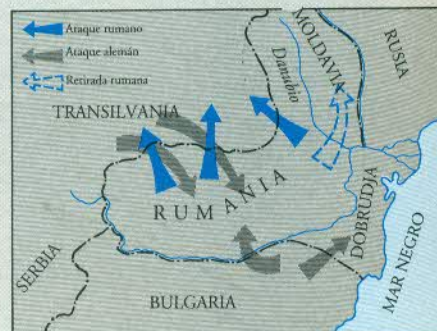 Ataque rumano
Ataque alemán
Retirada rumana
TRANSILVANIA
Danubio
MOLDAVIA
RUSIA
RUMANIA
DOBRUDJA
SERBIA
BULGARIA
MAR NEGRO